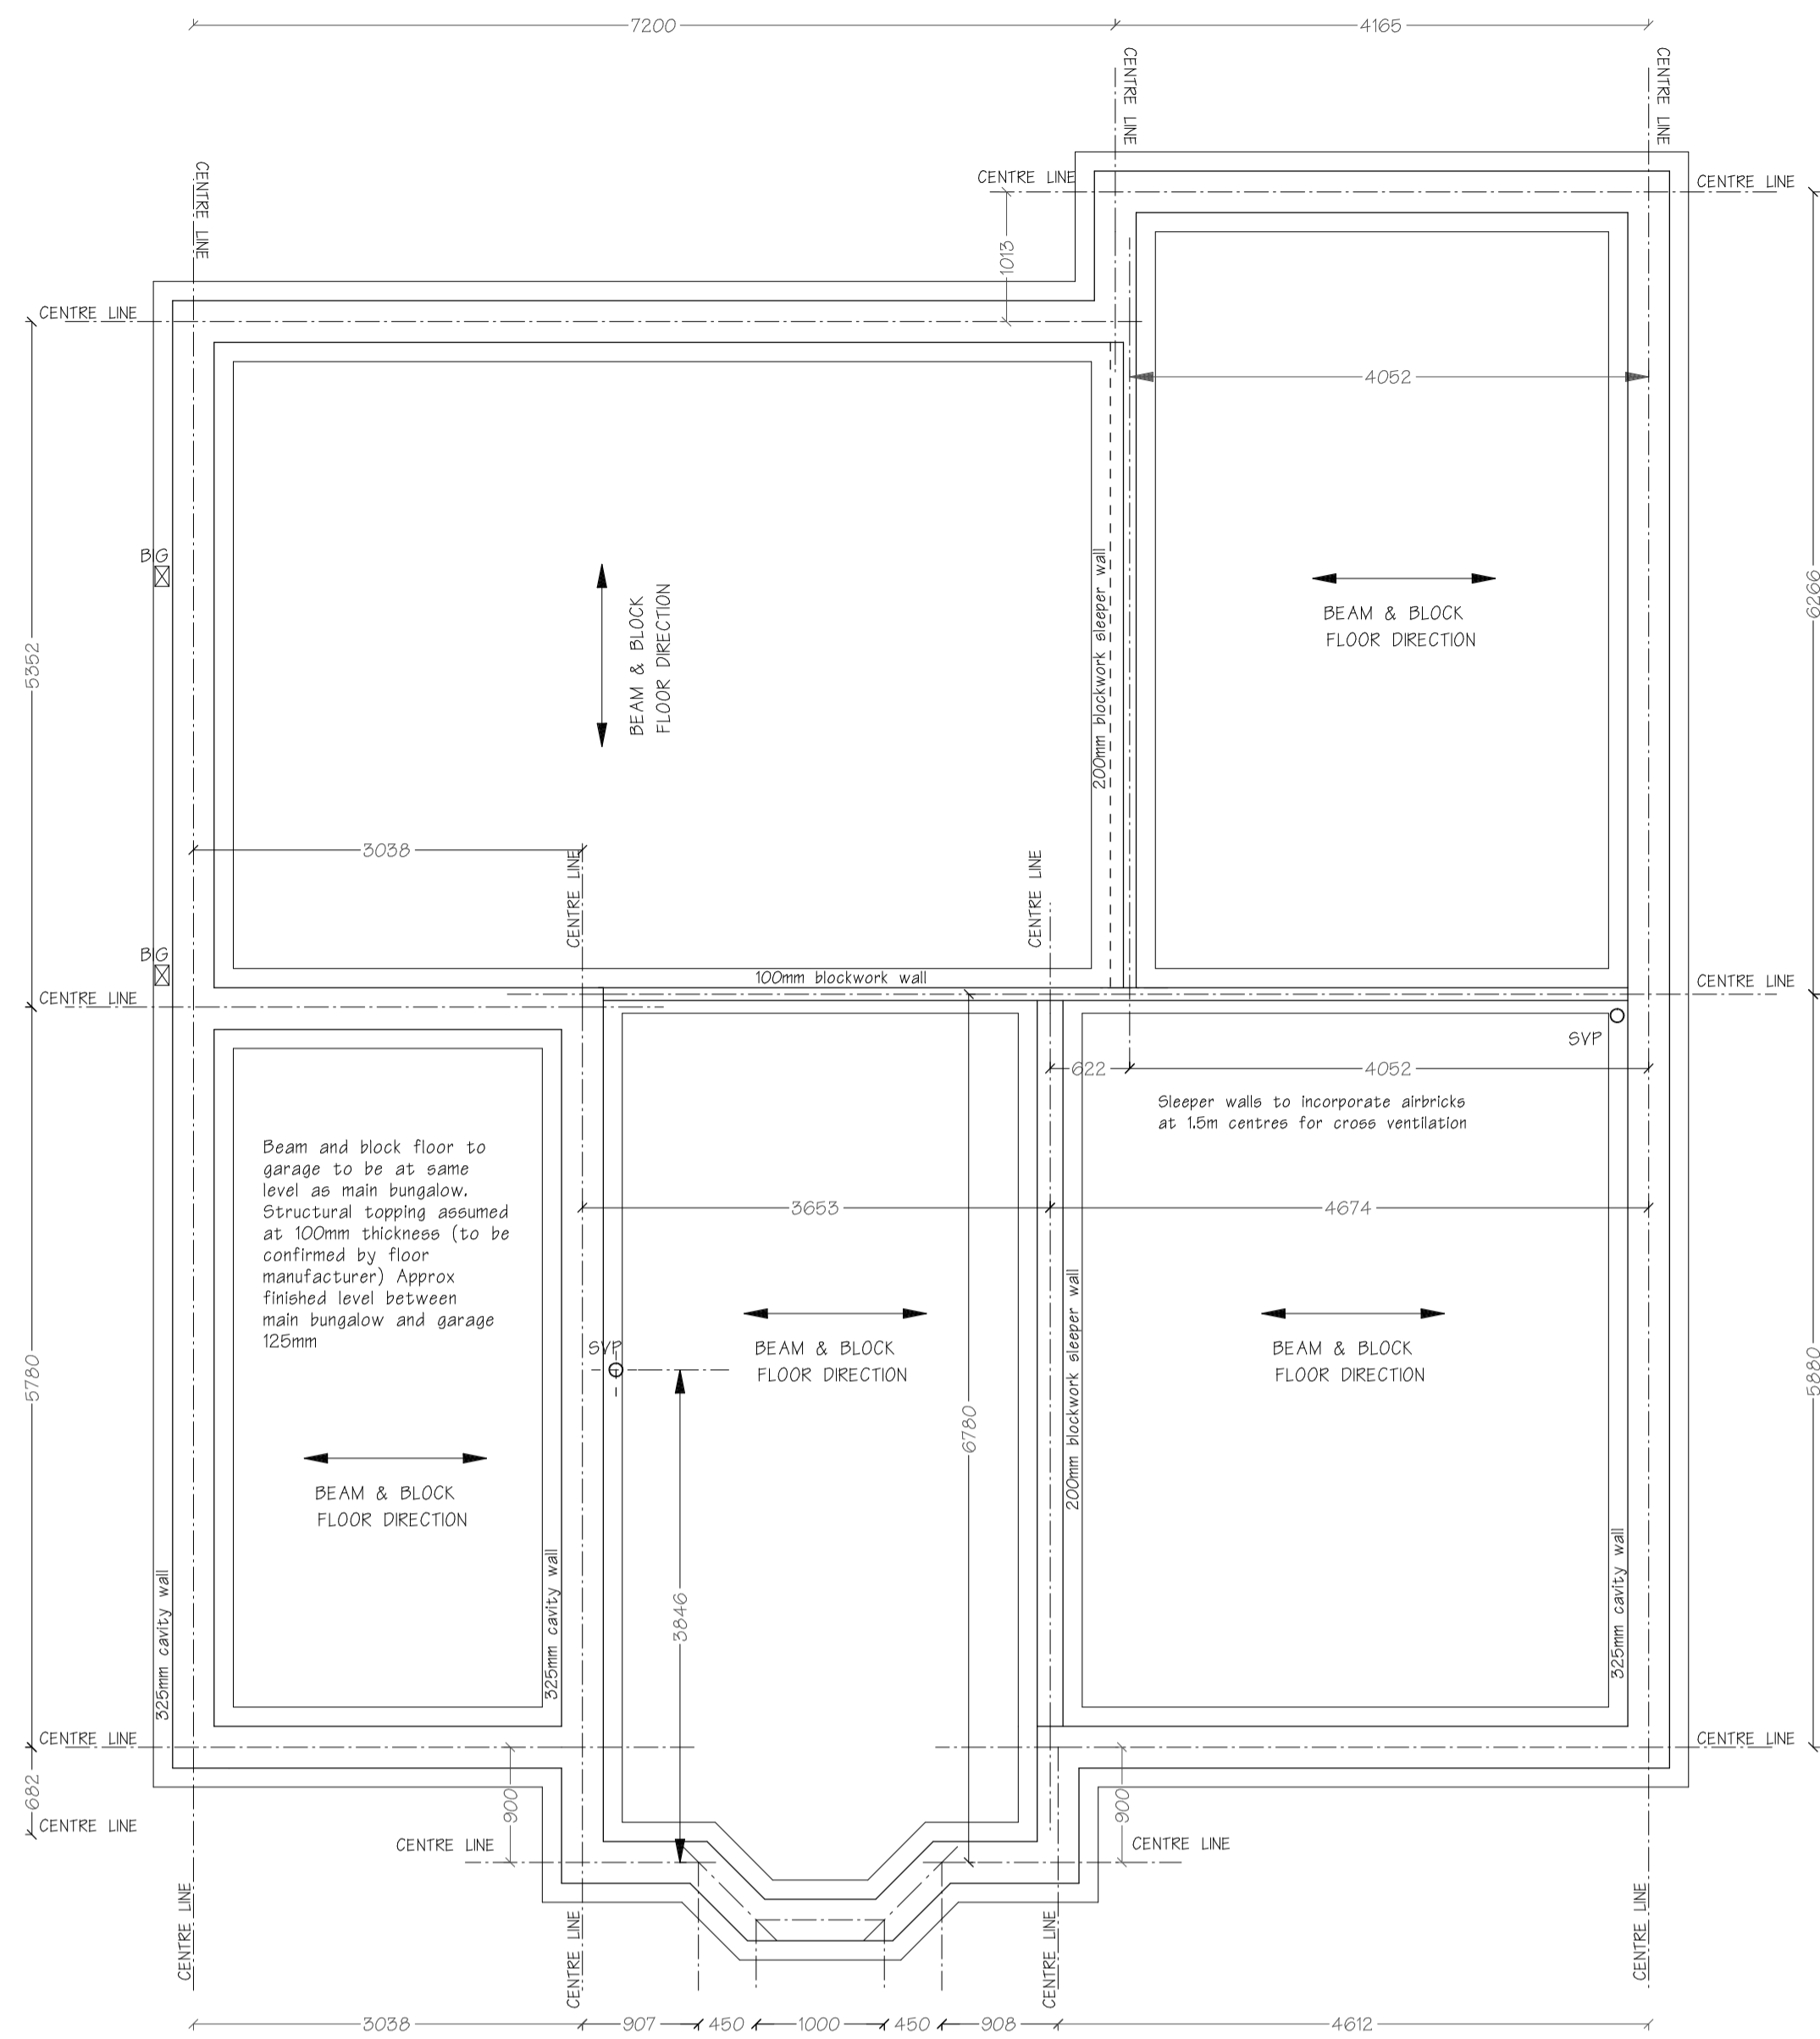 7200
4165
CENTRE LINE
CENTRE LINE
CENTRE LINE
CENTRE LINE
CENTRE LINE
1013
CENTRE LINE
4052
BG
200mm blockwork sleeper wall
BEAM & BLOCK
FLOOR DIRECTION
BEAM & BLOCK
FLOOR DIRECTION
6266
5352
3038
CENTRE LINE
CENTRE LINE
BG
100mm blockwork wall
CENTRE LINE
CENTRE LINE
SVP
622
4052
Sleeper walls to incorporate airbricks
at 1.5m centres for cross ventilation
Beam and block floor to
garage to be at same
level as main bungalow.
Structural topping assumed
at 100mm thickness (to be
confirmed by floor
manufacturer) Approx
finished level between
main bungalow and garage
125mm
3653
4674
SVP
BEAM & BLOCK
FLOOR DIRECTION
200mm blockwork sleeper wall
BEAM & BLOCK
FLOOR DIRECTION
5780
5880
6780
BEAM & BLOCK
FLOOR DIRECTION
3846
325mm cavity wall
325mm cavity wall
325mm cavity wall
CENTRE LINE
CENTRE LINE
682
900
900
CENTRE LINE
CENTRE LINE
CENTRE LINE
CENTRE LINE
CENTRE LINE
CENTRE LINE
CENTRE LINE
3038
907
450
1000
450
908
4612